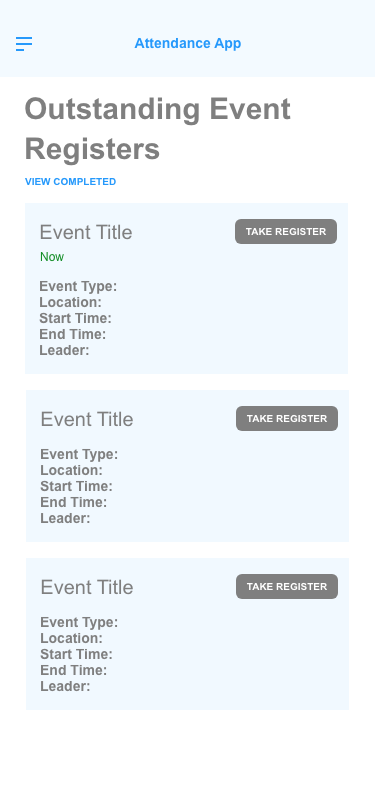 Attendance App
Outstanding Event
Registers
VIEW COMPLETED
Event Title
TAKE REGISTER
Now
Event Type:
Location:
Start Time:
End Time:
Leader:
Event Title
TAKE REGISTER
Event Type:
Location:
Start Time:
End Time:
Leader:
Event Title
TAKE REGISTER
Event Type:
Location:
Start Time:
End Time:
Leader: